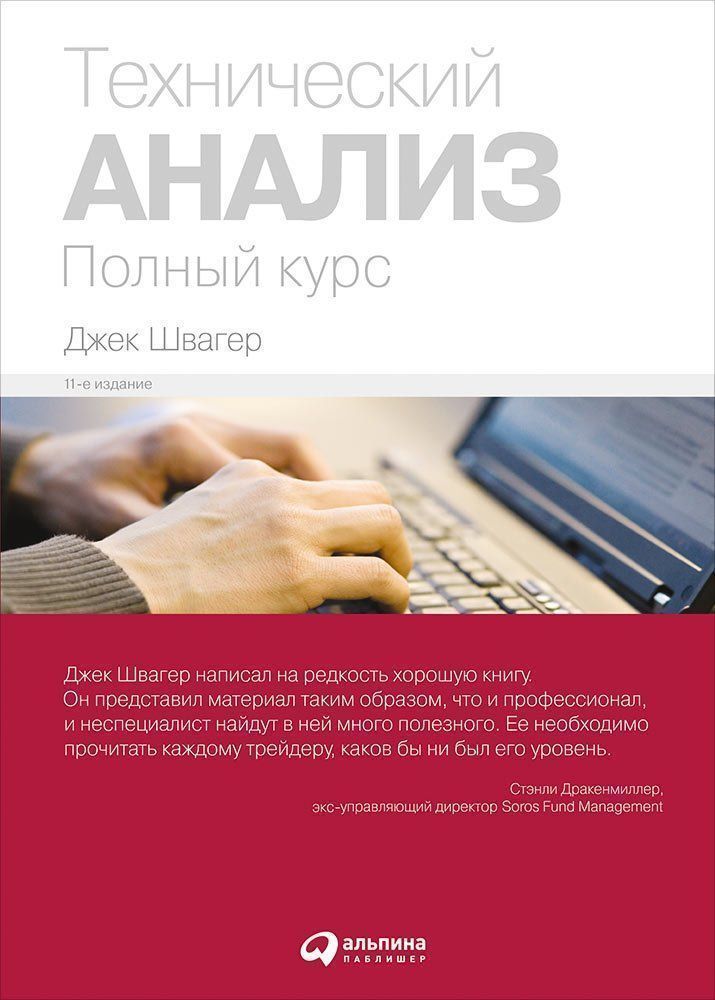 Технический
АНАЛИЗ
Полный курс
Джек Швагер
11-е издание
Джек Швагер написал на редкость хорошую книгу.
Он представил материал таким образом, что и профессионал,
и неспециалист найдут в ней много полезного. Ее необходимо
прочитать каждому трейдеру, каков бы ни был его уровень.
Стэнли Дракенмиллер,
экс-управляющий директор Soros Fund Management
альпина
ПАБЛИШЕР